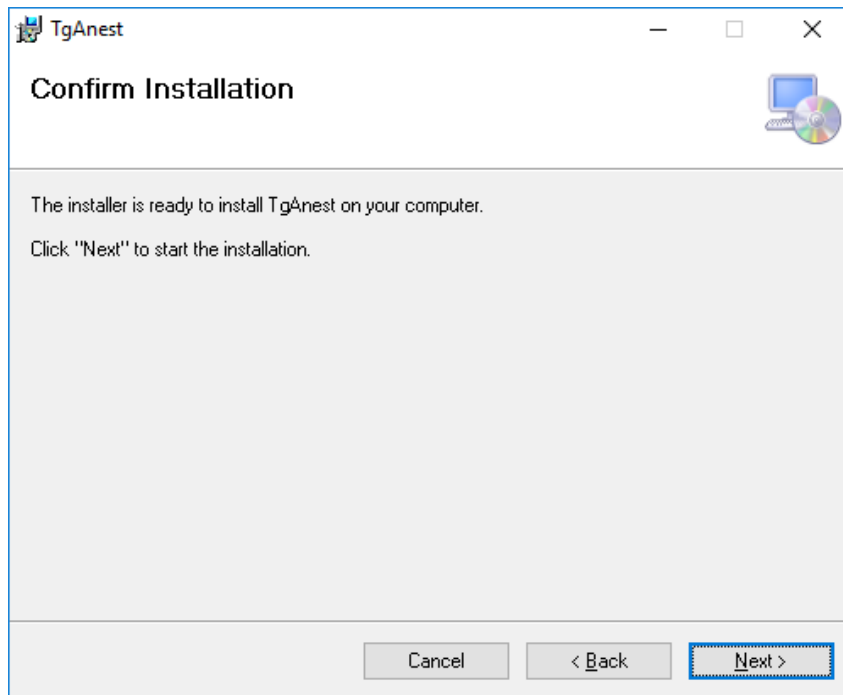 TgAnest
Confirm Installation
The installer is ready to install TgAnest on your computer.
Click "Next" to start the installation.
Cancel
< Back
Next >